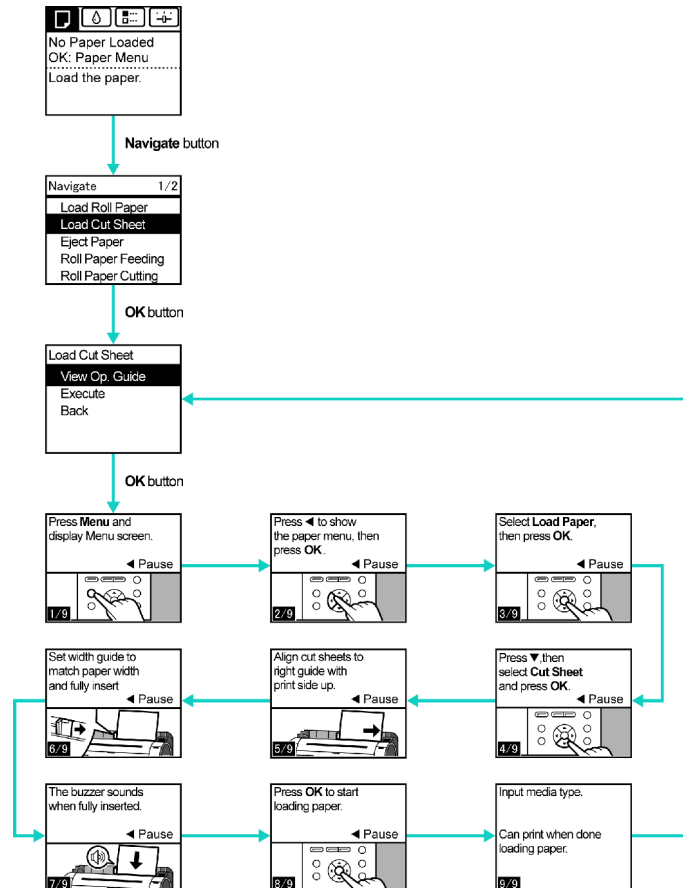 No Paper Loaded
OK: Paper Menu
Load the paper.
Navigate button
Navigate 1/2
Load Roll Paper
Load Cut Sheet
Eject Paper
Roll Paper Feeding
Roll Paper Cutting
OK button
Load Cut Sheet
View Op. Guide
Execute
Back
OK button
Press Menu and
display Menu screen.
◀ Pause
1/9
Press ◀ to show
the paper menu, then
press OK.
◀ Pause
2/9
Select Load Paper,
then press OK.
◀ Pause
3/9
Press ▼,then
select Cut Sheet
and press OK.
◀ Pause
4/9
Align cut sheets to
right guide with
print side up.
◀ Pause
5/9
Set width guide to
match paper width
and fully insert
◀ Pause
6/9
The buzzer sounds
when fully inserted.
◀ Pause
7/9
Press OK to start
loading paper.
◀ Pause
8/9
Input media type.
Can print when done
loading paper.
9/9